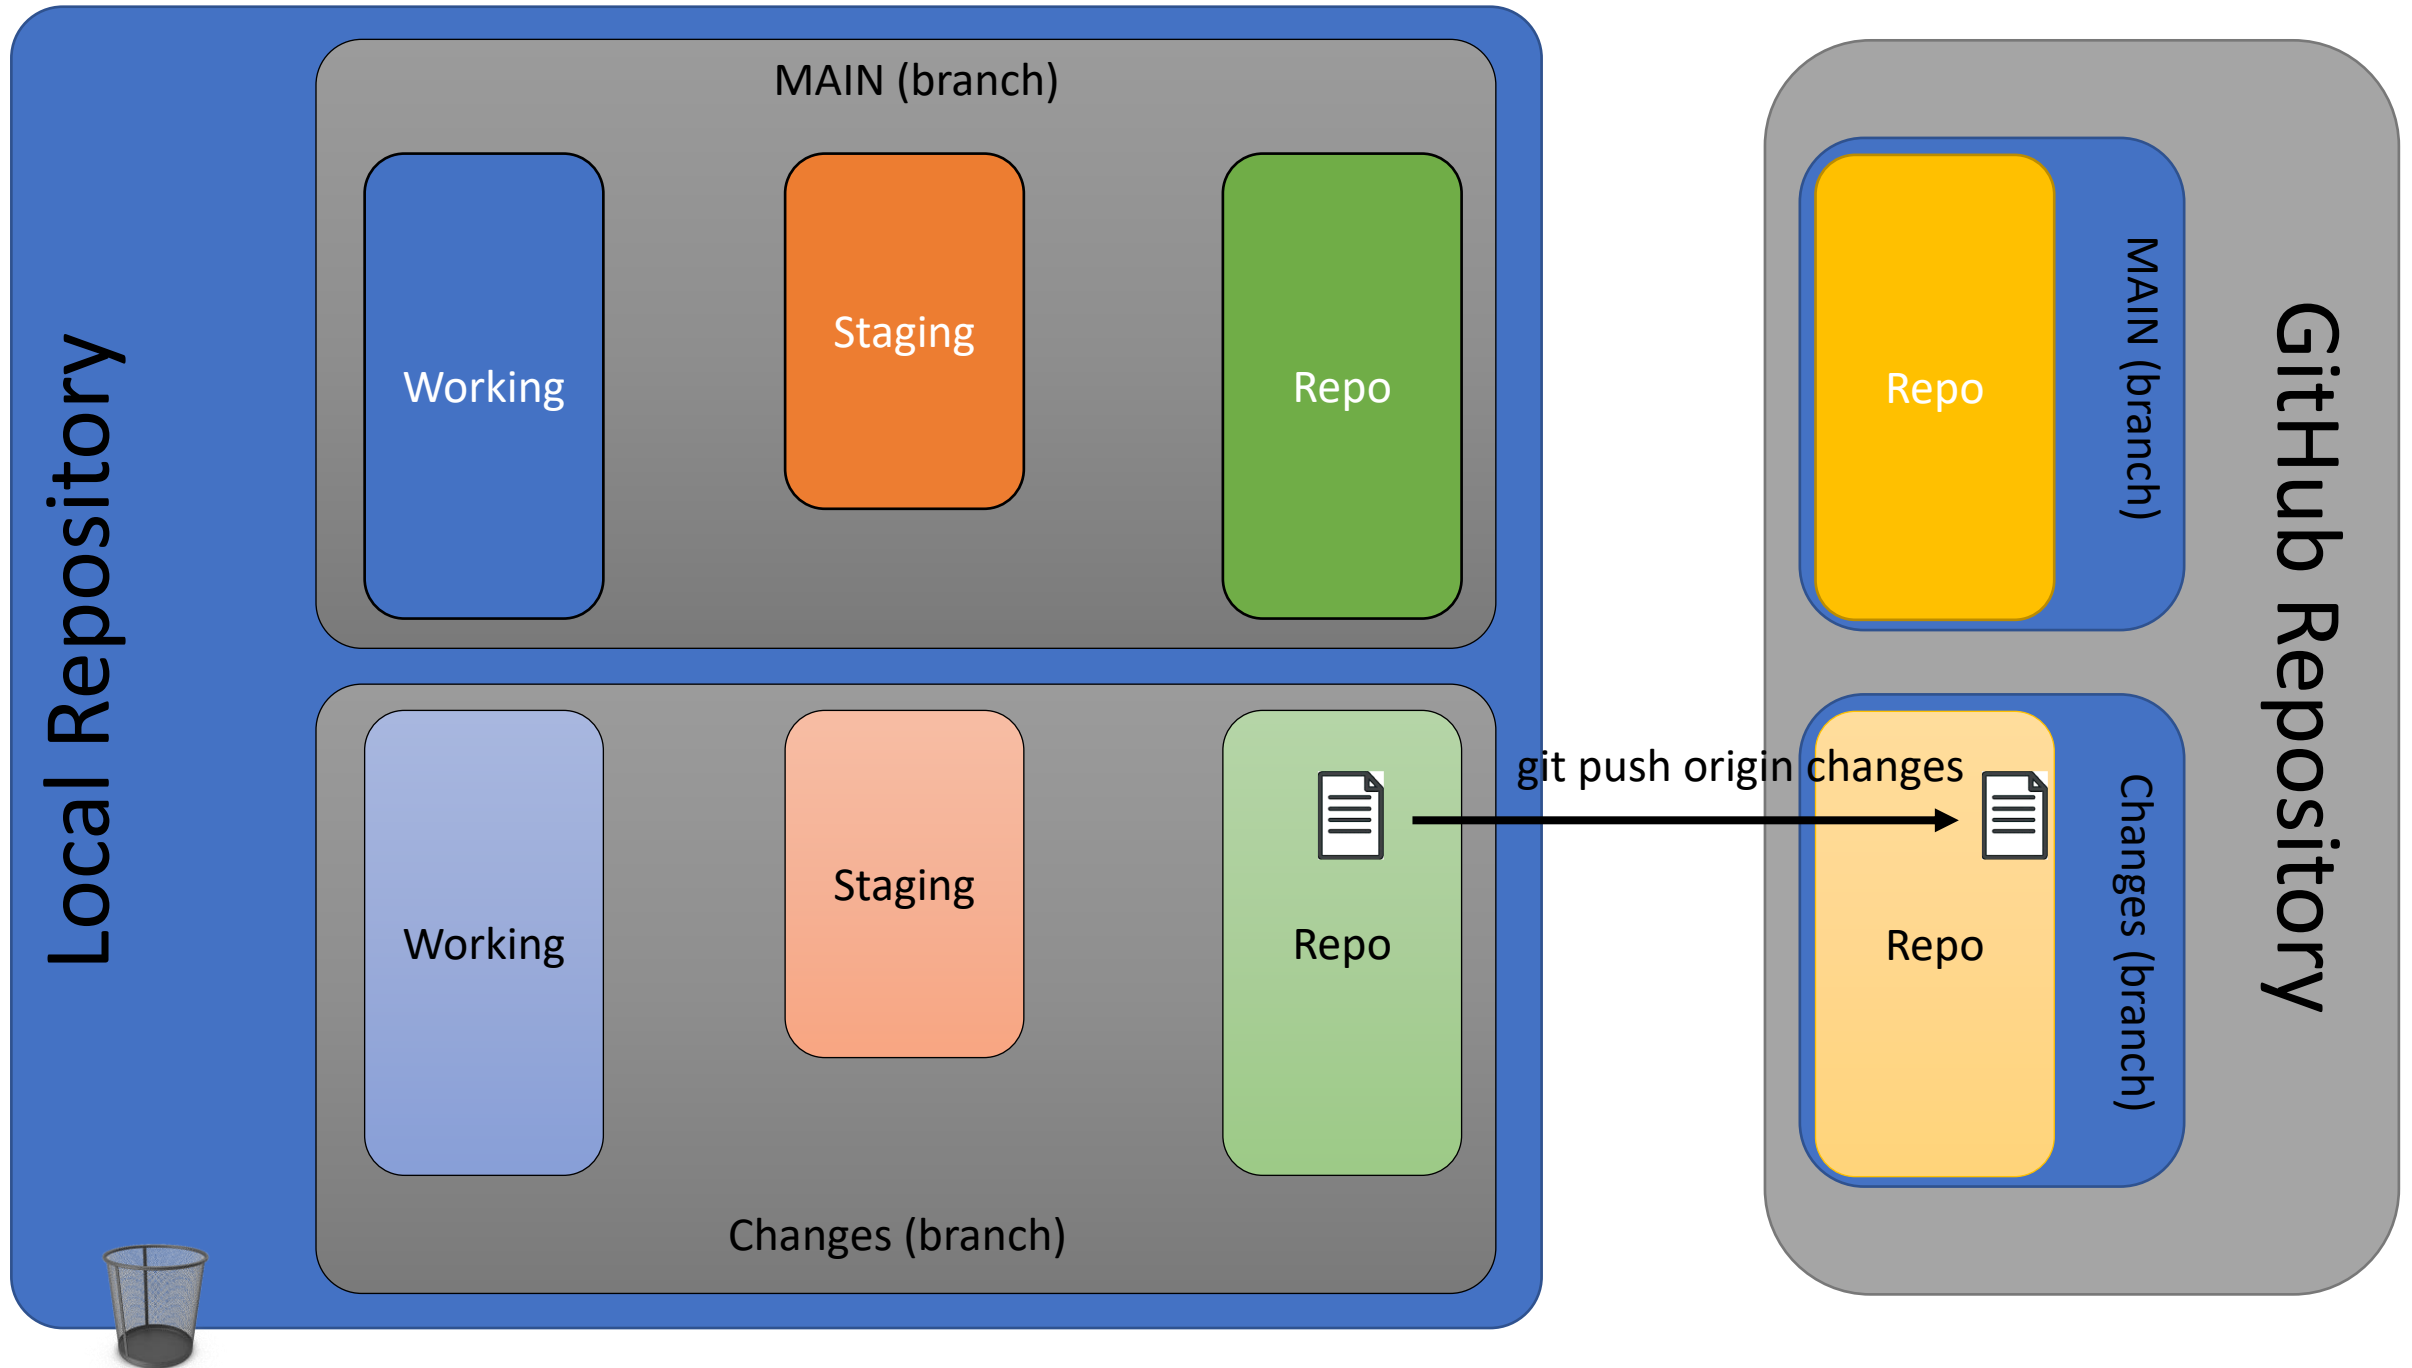 Local Repository
MAIN (branch)
Working
Staging
Repo
Working
Staging
Repo
Changes (branch)
git push origin changes
Repo
MAIN (branch)
Repo
Changes (branch)
GitHub Repository